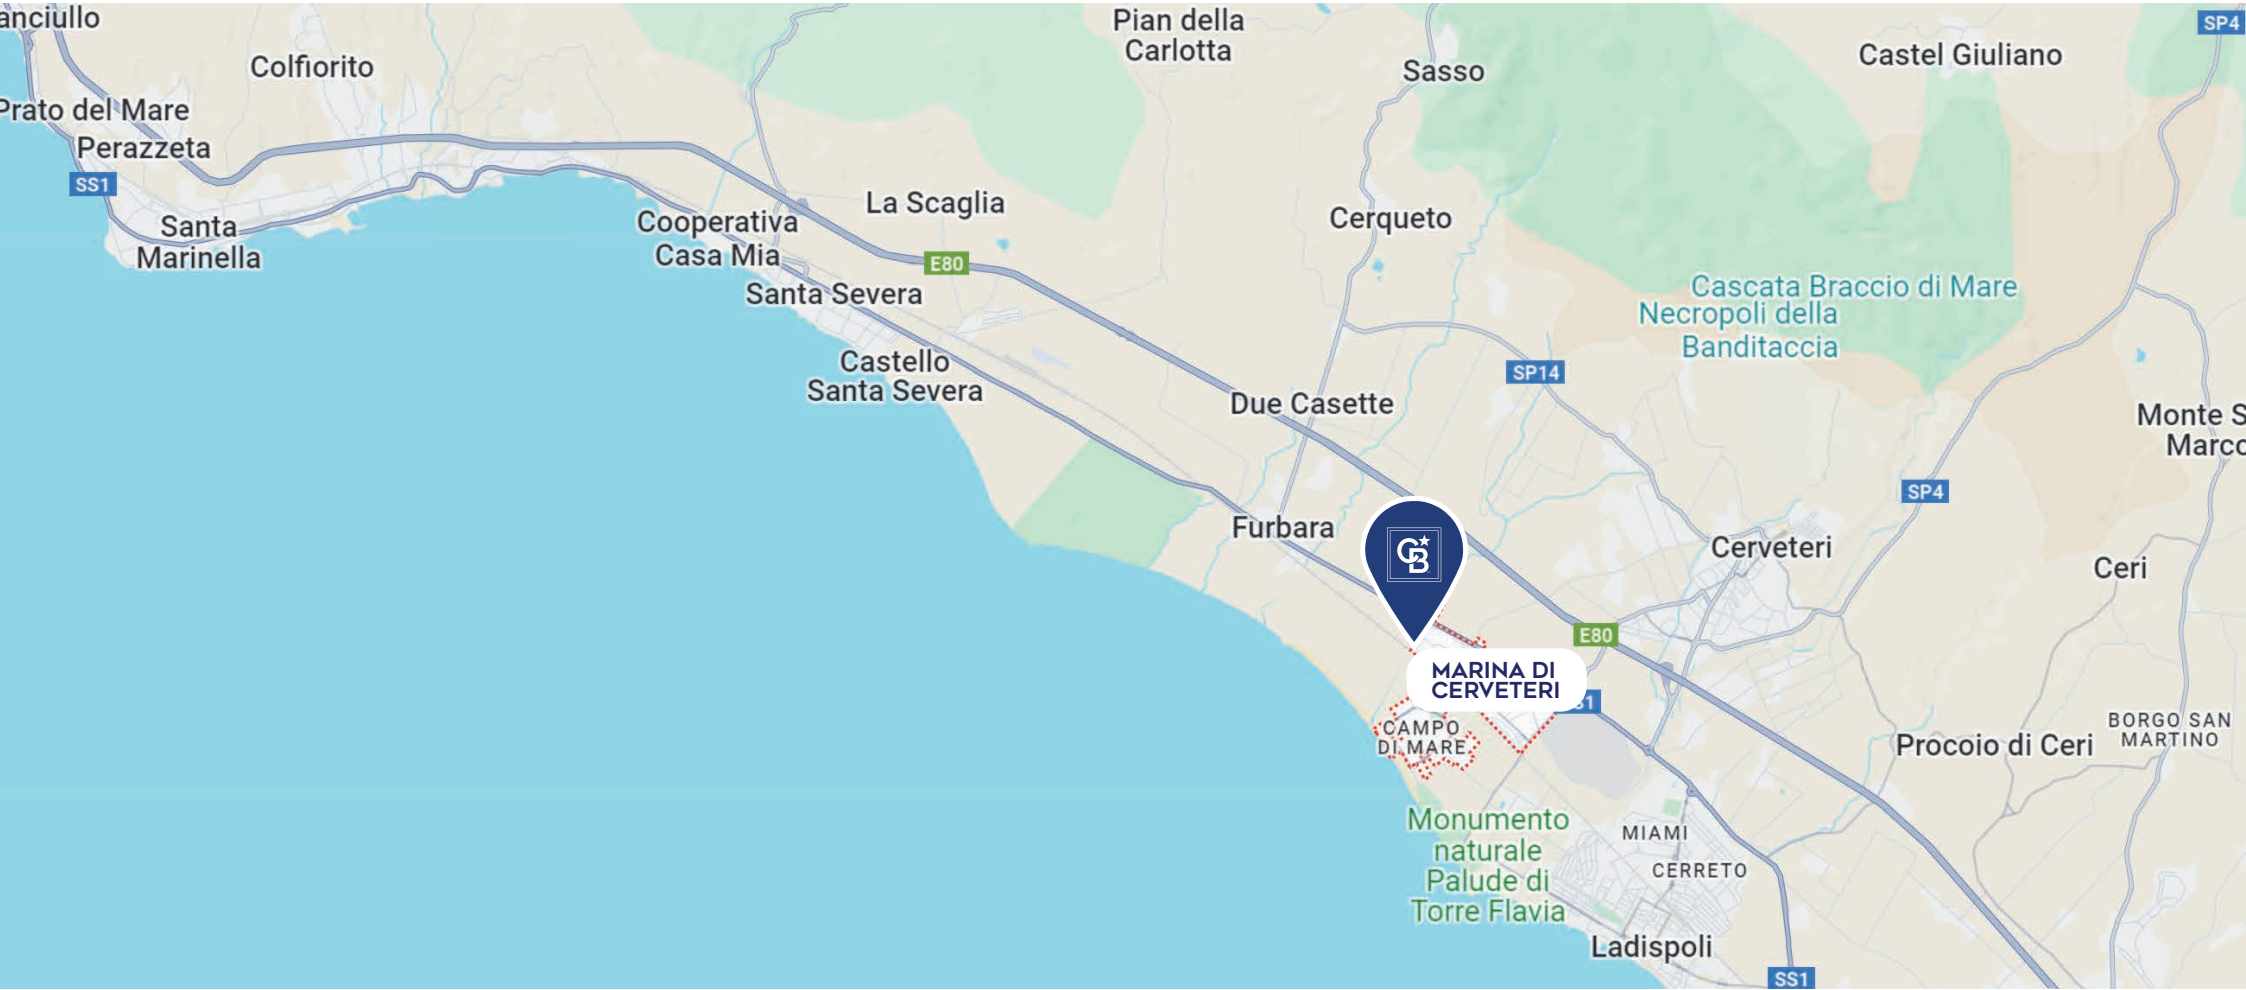 anciullo
Colfiorito
Pian della
Carlotta
Sasso
Castel Giuliano
SP4
Prato del Mare
Perazzeta
SS1
Santa
Marinella
Cooperativa
Casa Mia
La Scaglia
E80
Santa Severa
Cerqueto
Cascata Braccio di Mare
Necropoli della
Banditaccia
Castello
Santa Severa
SP14
Due Casette
Monte S
Marco
SP4
Furbara
CB
Cerveteri
Ceri
E80
MARINA DI
CERVETERI
S1
CAMPO
DI MARE
BORGO SAN
MARTINO
Procoio di Ceri
Monumento
naturale
Palude di
Torre Flavia
MIAMI
CERRETO
Ladispoli
SS1